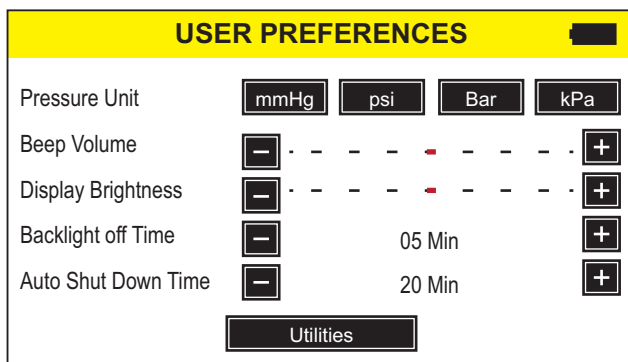 USER PREFERENCES
Pressure Unit mmHg psi Bar kPa
Beep Volume − +
Display Brightness − +
Backlight off Time − 05 Min +
Auto Shut Down Time − 20 Min +
Utilities